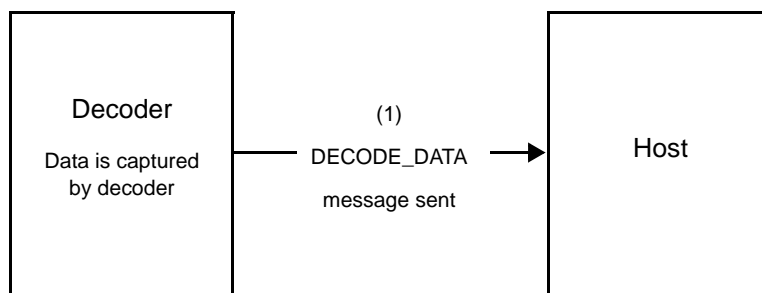 Decoder
Data is captured
by decoder
(1)
DECODE_DATA
message sent
Host